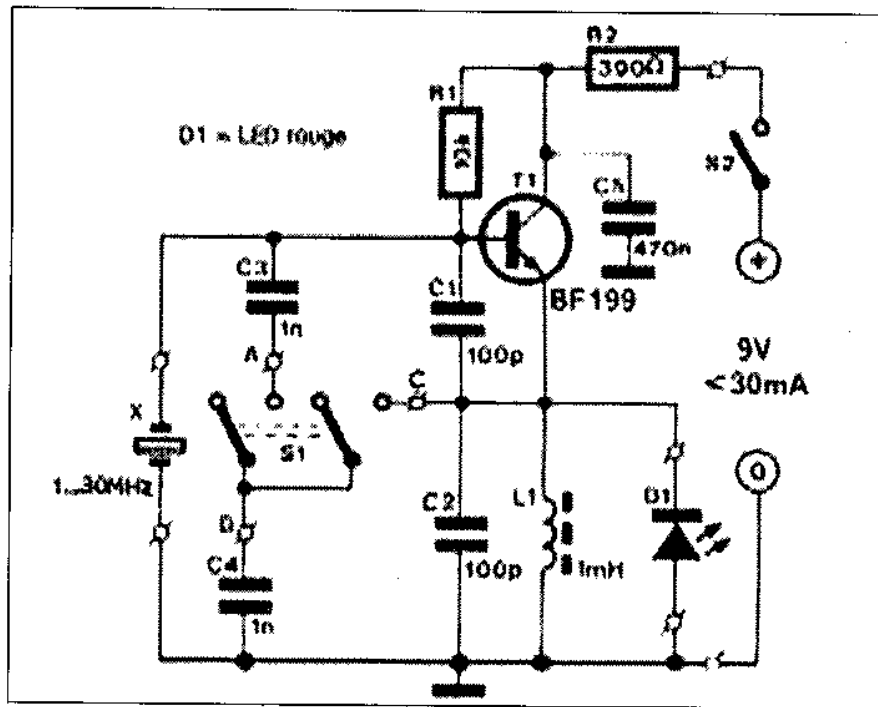 R2
390Ω
R1
D1 = LED rouge
S2
T1
C5
470n
C3
C1
BF199
1n
100p
A
C
9V
<30mA
X
S1
1...30MHz
D
C2
L1
D1
0
+
C4
100p
1mH
1n